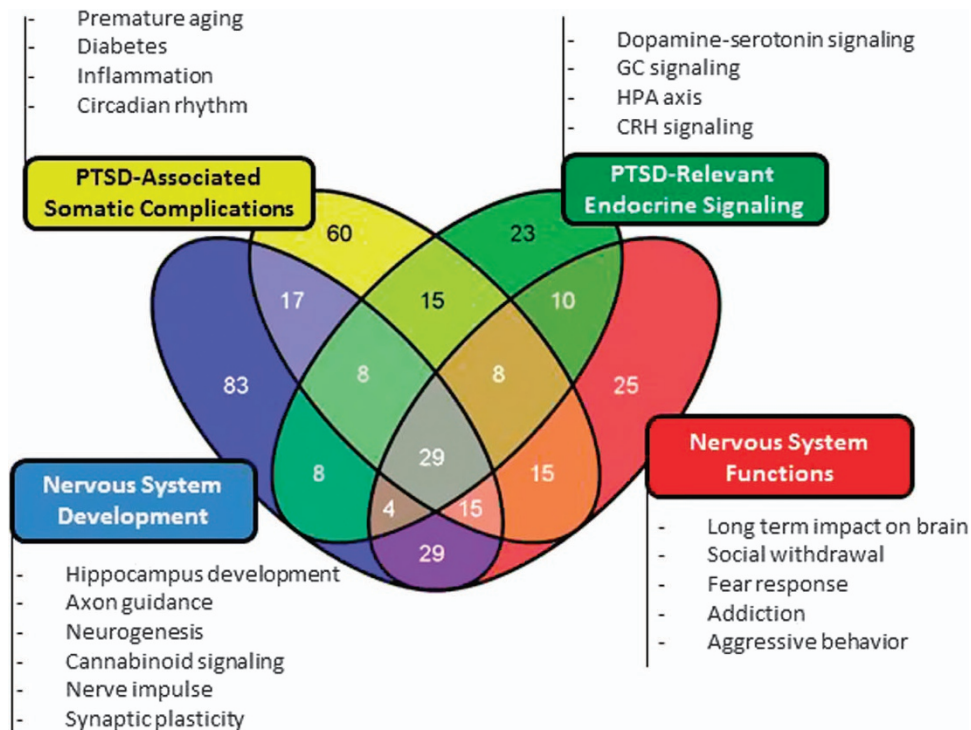 - Premature aging
- Diabetes
- Inflammation
- Circadian rhythm
- Dopamine-serotonin signaling
- GC signaling
- HPA axis
- CRH signaling
PTSD-Associated
Somatic Complications
PTSD-Relevant
Endocrine Signaling
60
23
17
15
10
83
8
8
25
29
8
15
4
15
29
Nervous System
Development
Nervous System
Functions
- Hippocampus development
- Axon guidance
- Neurogenesis
- Cannabinoid signaling
- Nerve impulse
- Synaptic plasticity
- Long term impact on brain
- Social withdrawal
- Fear response
- Addiction
- Aggressive behavior